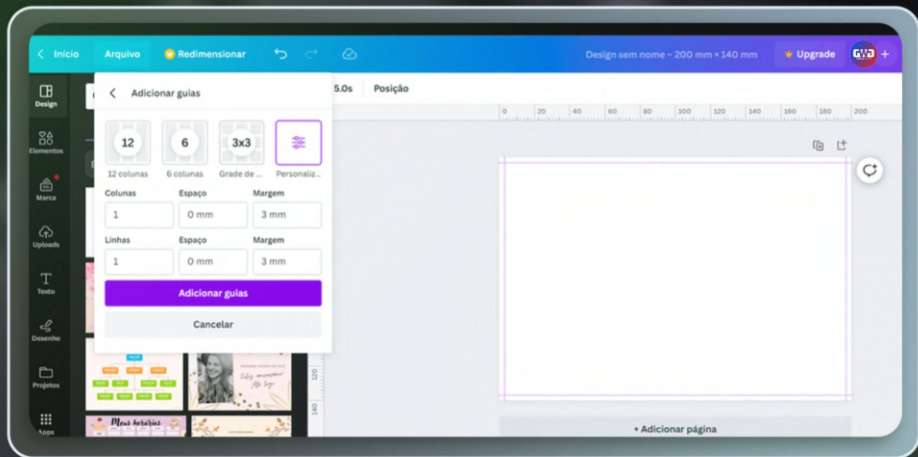 Início
Arquivo
Redimensionar
Design sem nome – 200 mm × 140 mm
Upgrade
+
Design
Elementos
Marca
Uploads
Texto
Desenho
Projetos
Apps
Adicionar guias
12
6
3x3
12 colunas
6 colunas
Grade de ...
Personaliz...
Colunas
Espaço
Margem
1
0 mm
3 mm
Linhas
Espaço
Margem
1
0 mm
3 mm
Adicionar guias
Cancelar
5.0s
Posição
0 20 40 60 80 100 120 140 160 180 200
120
140
Meus horários
+ Adicionar página